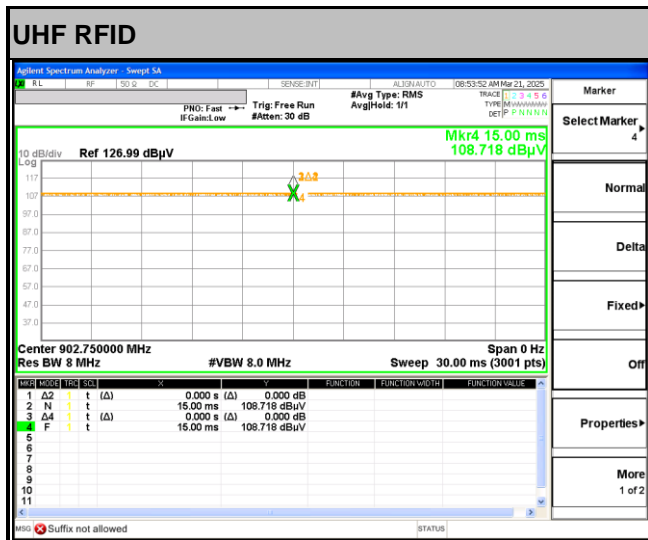 UHF RFID
Agilent Spectrum Analyzer - Swept SA
RL RF 50 Ω DC SENSE:INT ALIGN AUTO 08:53:52 AM Mar 21, 2025
PNO: Fast Trig: Free Run #Avg Type: RMS TRACE 1 2 3 4 5 6
IFGain:Low #Atten: 30 dB Avg|Hold: 1/1 TYPE M
DET P P N N N N
Marker
Select Marker
4
Normal
Delta
Fixed
Off
Properties
More
1 of 2
Mkr4 15.00 ms
10 dB/div Ref 126.99 dBµV 108.718 dBµV
Log
117
107
97.0
87.0
77.0
67.0
57.0
47.0
37.0
4
Center 902.750000 MHz Span 0 Hz
Res BW 8 MHz #VBW 8.0 MHz Sweep 30.00 ms (3001 pts)
MKR MODE TRC SCL X Y FUNCTION FUNCTION WIDTH FUNCTION VALUE
1 Δ2 1 t (Δ) 0.000 s (Δ) 0.000 dB
2 N 1 t 15.00 ms 108.718 dBµV
3 Δ4 1 t (Δ) 0.000 s (Δ) 0.000 dB
4 F 1 t 15.00 ms 108.718 dBµV
5
6
7
8
9
10
11
MSG Suffix not allowed STATUS